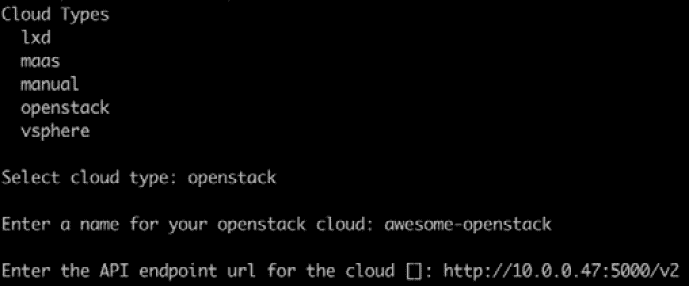 Cloud Types
lxd
maas
manual
openstack
vsphere
Select cloud type: openstack
Enter a name for your openstack cloud: awesome-openstack
Enter the API endpoint url for the cloud []: http://10.0.0.47:5000/v2